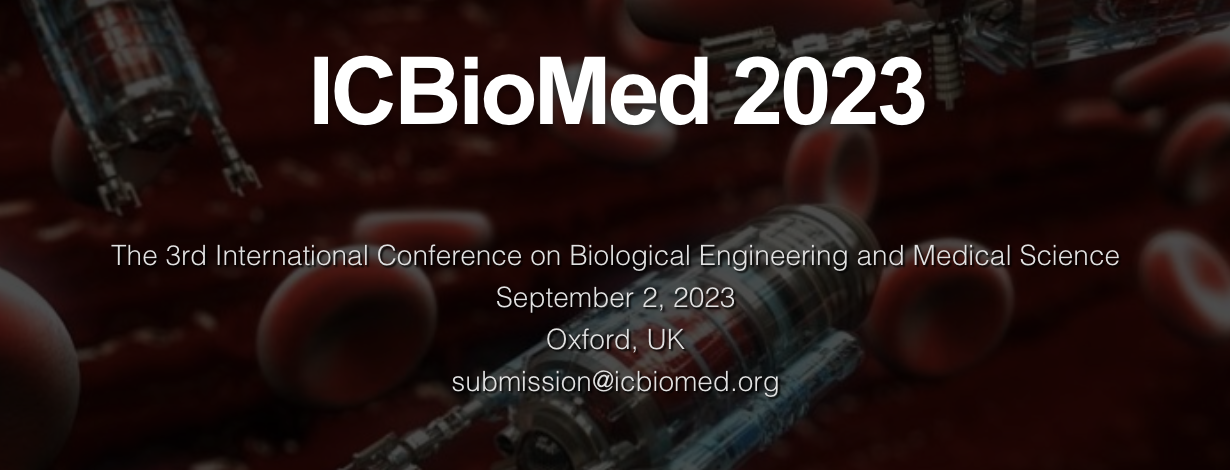 ICBioMed 2023
The 3rd International Conference on Biological Engineering and Medical Science
September 2, 2023
Oxford, UK
submission@icbiomed.org